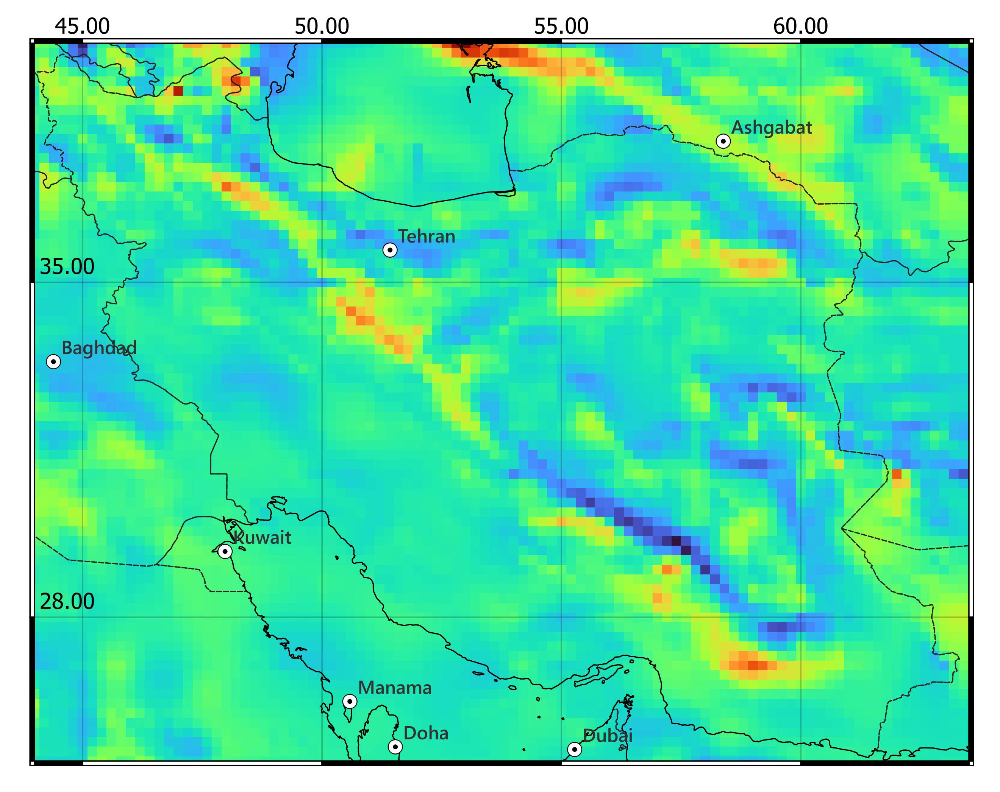 45.00 50.00 55.00 60.00
Ashgabat
Tehran
35.00
Baghdad
Kuwait
28.00
Manama
Doha
Dubai